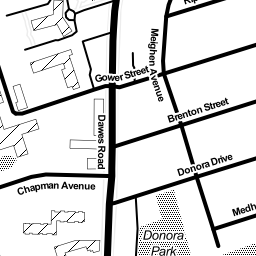 Meighen Avenue
Gower Street
Brenton Street
Dawes Road
Donora Drive
Chapman Avenue
Donora
Park